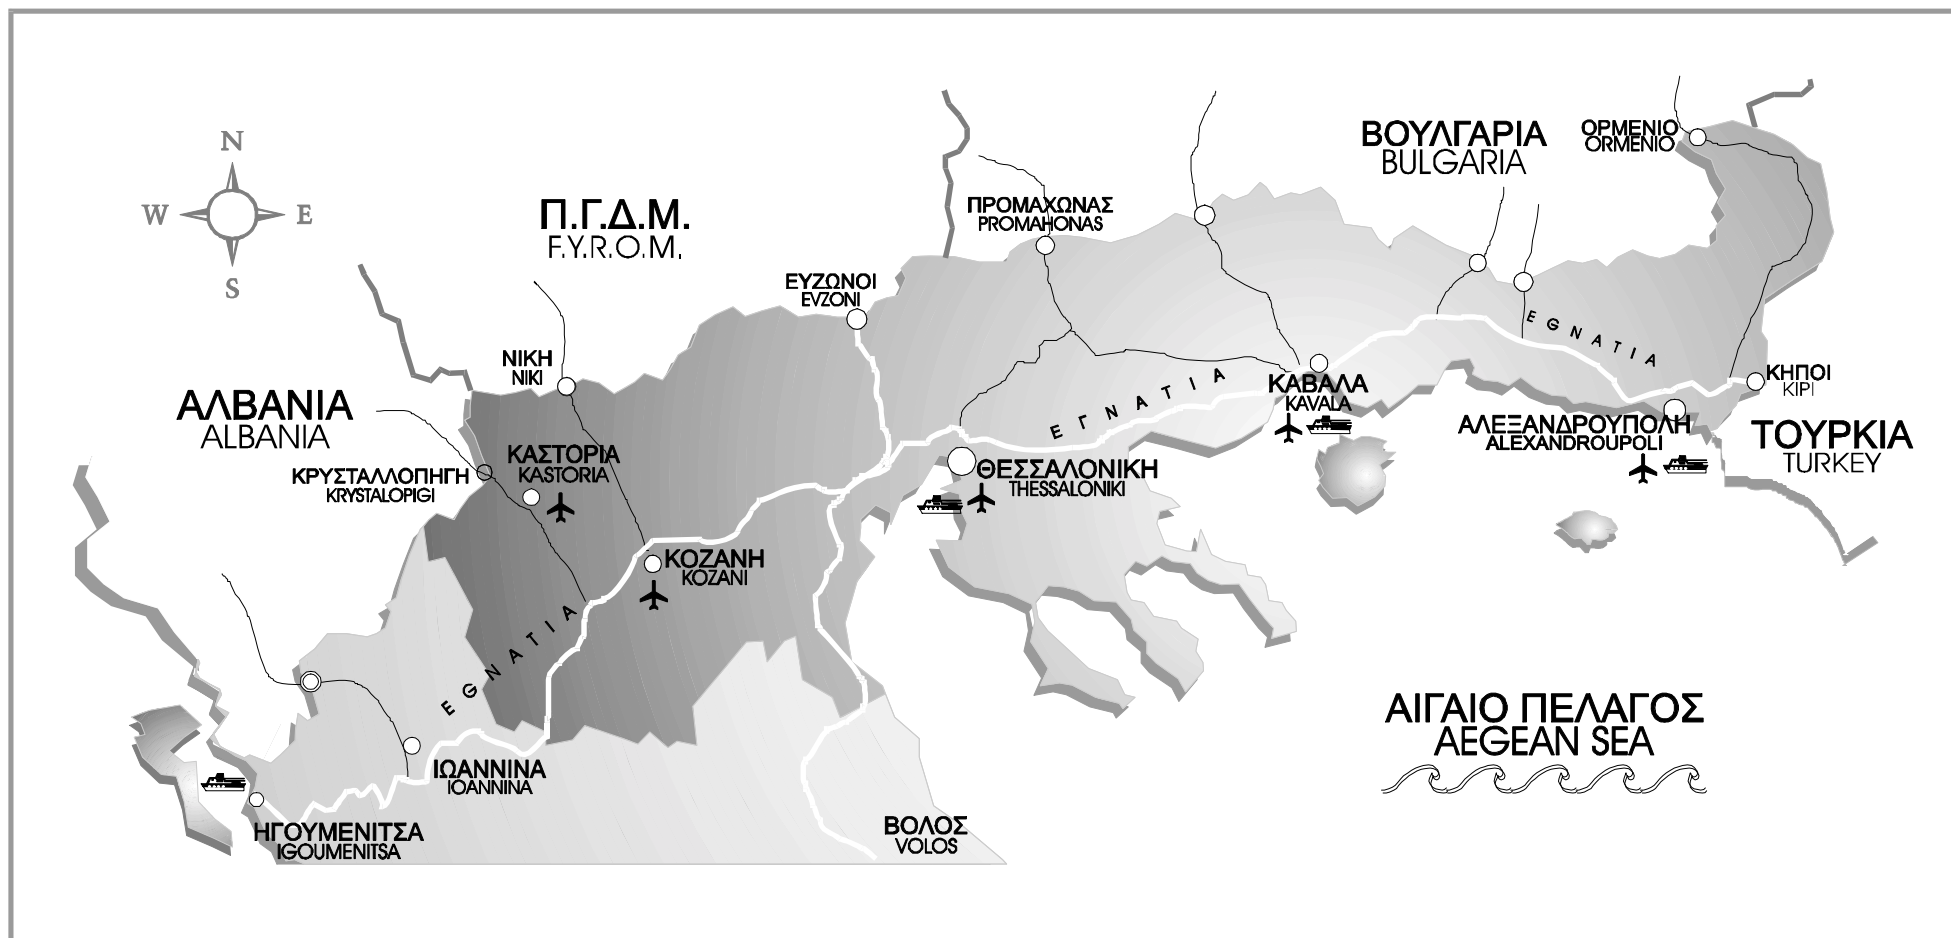 N
W
E
S
Π.Γ.Δ.Μ.
F.Y.R.O.M.
ΒΟΥΛΓΑΡΙΑ
BULGARIA
ΟΡΜΕΝΙΟ
ORMENIO
ΠΡΟΜΑΧΩΝΑΣ
PROMAHONAS
ΕΥΖΩΝΟΙ
EVZONI
ΝΙΚΗ
NIKI
ΑΛΒΑΝΙΑ
ALBANIA
ΚΡΥΣΤΑΛΛΟΠΗΓΗ
KRYSTALOPIGI
ΚΑΣΤΟΡΙΑ
KASTORIA
ΚΟΖΑΝΗ
KOZANI
EGNATIA
ΙΩΑΝΝΙΝΑ
IOANNINA
ΗΓΟΥΜΕΝΙΤΣΑ
IGOUMENITSA
ΘΕΣΣΑΛΟΝΙΚΗ
THESSALONIKI
ΕΓΝΑΤΙΑ
ΚΑΒΑΛΑ
KAVALA
EGNATIA
ΚΗΠΟΙ
KIPI
ΑΛΕΞΑΝΔΡΟΥΠΟΛΗ
ALEXANDROUPOLI
ΤΟΥΡΚΙΑ
TURKEY
ΑΙΓΑΙΟ ΠΕΛΑΓΟΣ
AEGEAN SEA
ΒΟΛΟΣ
VOLOS